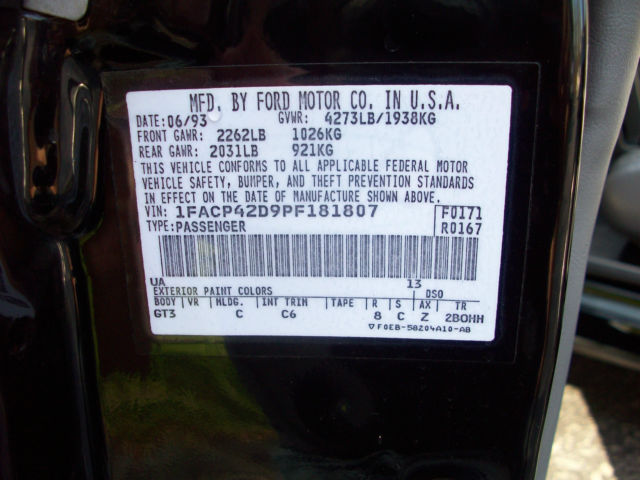 MFD. BY FORD MOTOR CO. IN U.S.A.
DATE: 06/93 GVWR: 4273LB/1938KG
FRONT GAWR: 2262LB 1026KG
REAR GAWR: 2031LB 921KG
THIS VEHICLE CONFORMS TO ALL APPLICABLE FEDERAL MOTOR
VEHICLE SAFETY, BUMPER, AND THEFT PREVENTION STANDARDS
IN EFFECT ON THE DATE OF MANUFACTURE SHOWN ABOVE.
VIN: 1FACP42D9PF181807 F0171
TYPE: PASSENGER R0167
UA 13
EXTERIOR PAINT COLORS DSO
BODY VR MLDG. INT TRIM TAPE R S AX TR
GT3 C C6 8 C Z 2BOHH
▽F0EB-58204A10-AB